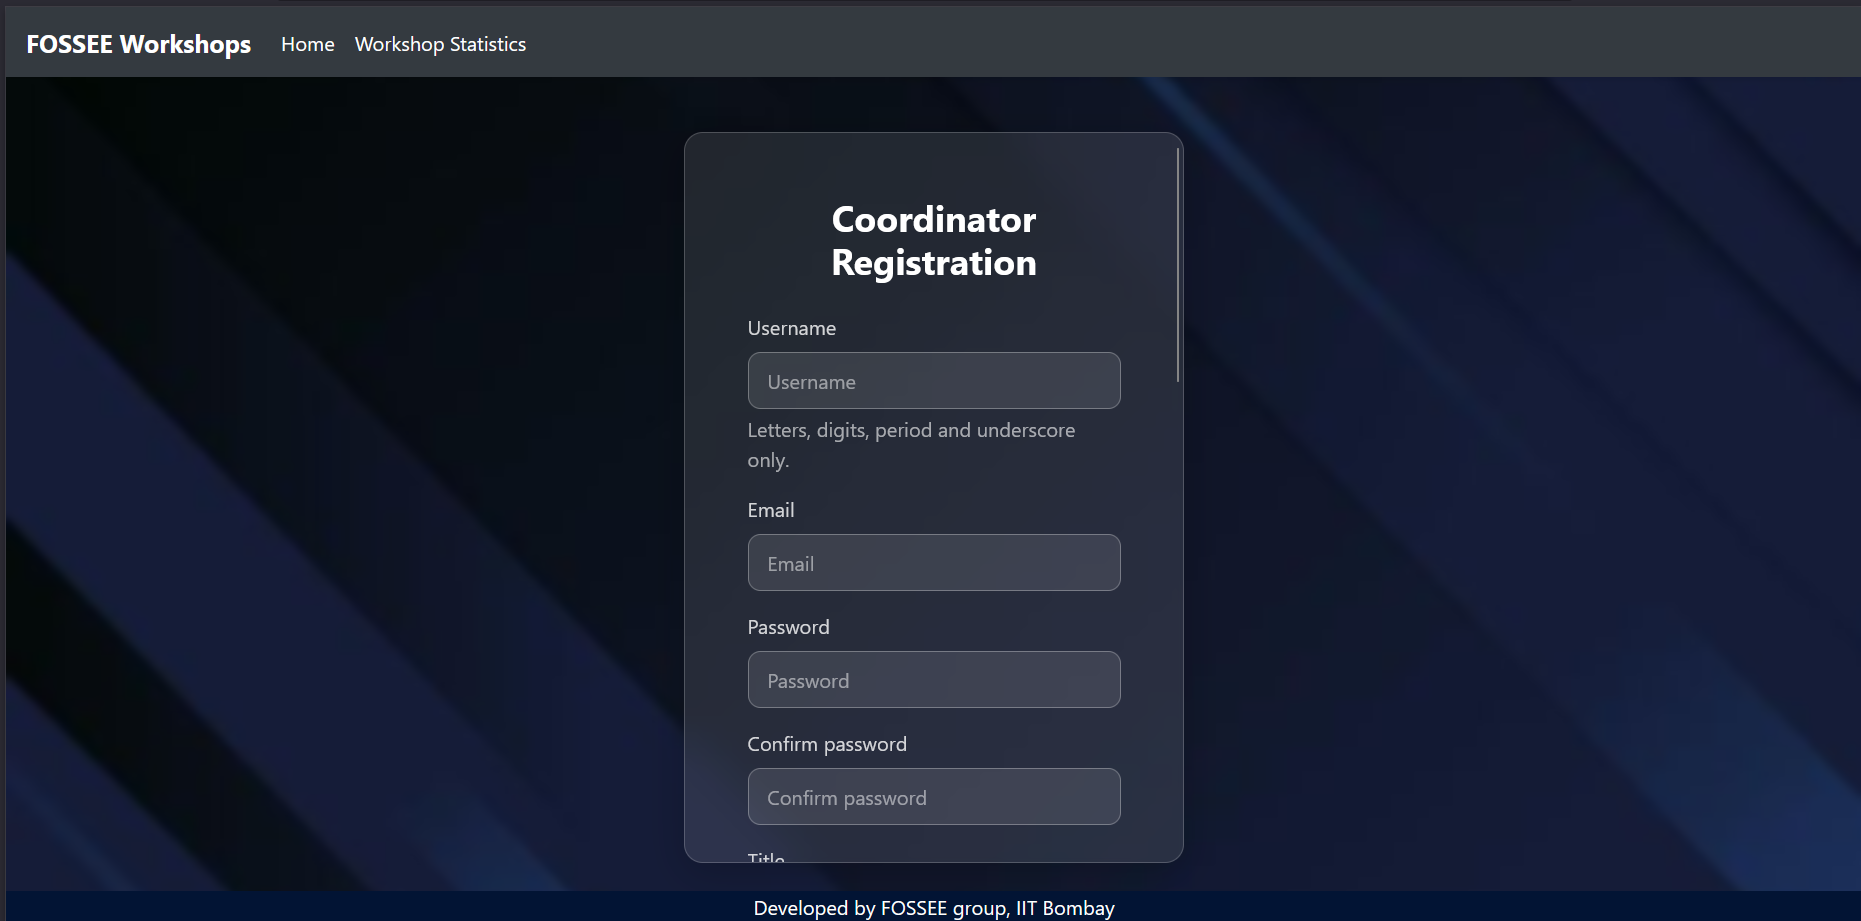 FOSSEE Workshops Home Workshop Statistics
Coordinator
Registration
Username
Username
Letters, digits, period and underscore
only.
Email
Email
Password
Password
Confirm password
Confirm password
Title
Developed by FOSSEE group, IIT Bombay